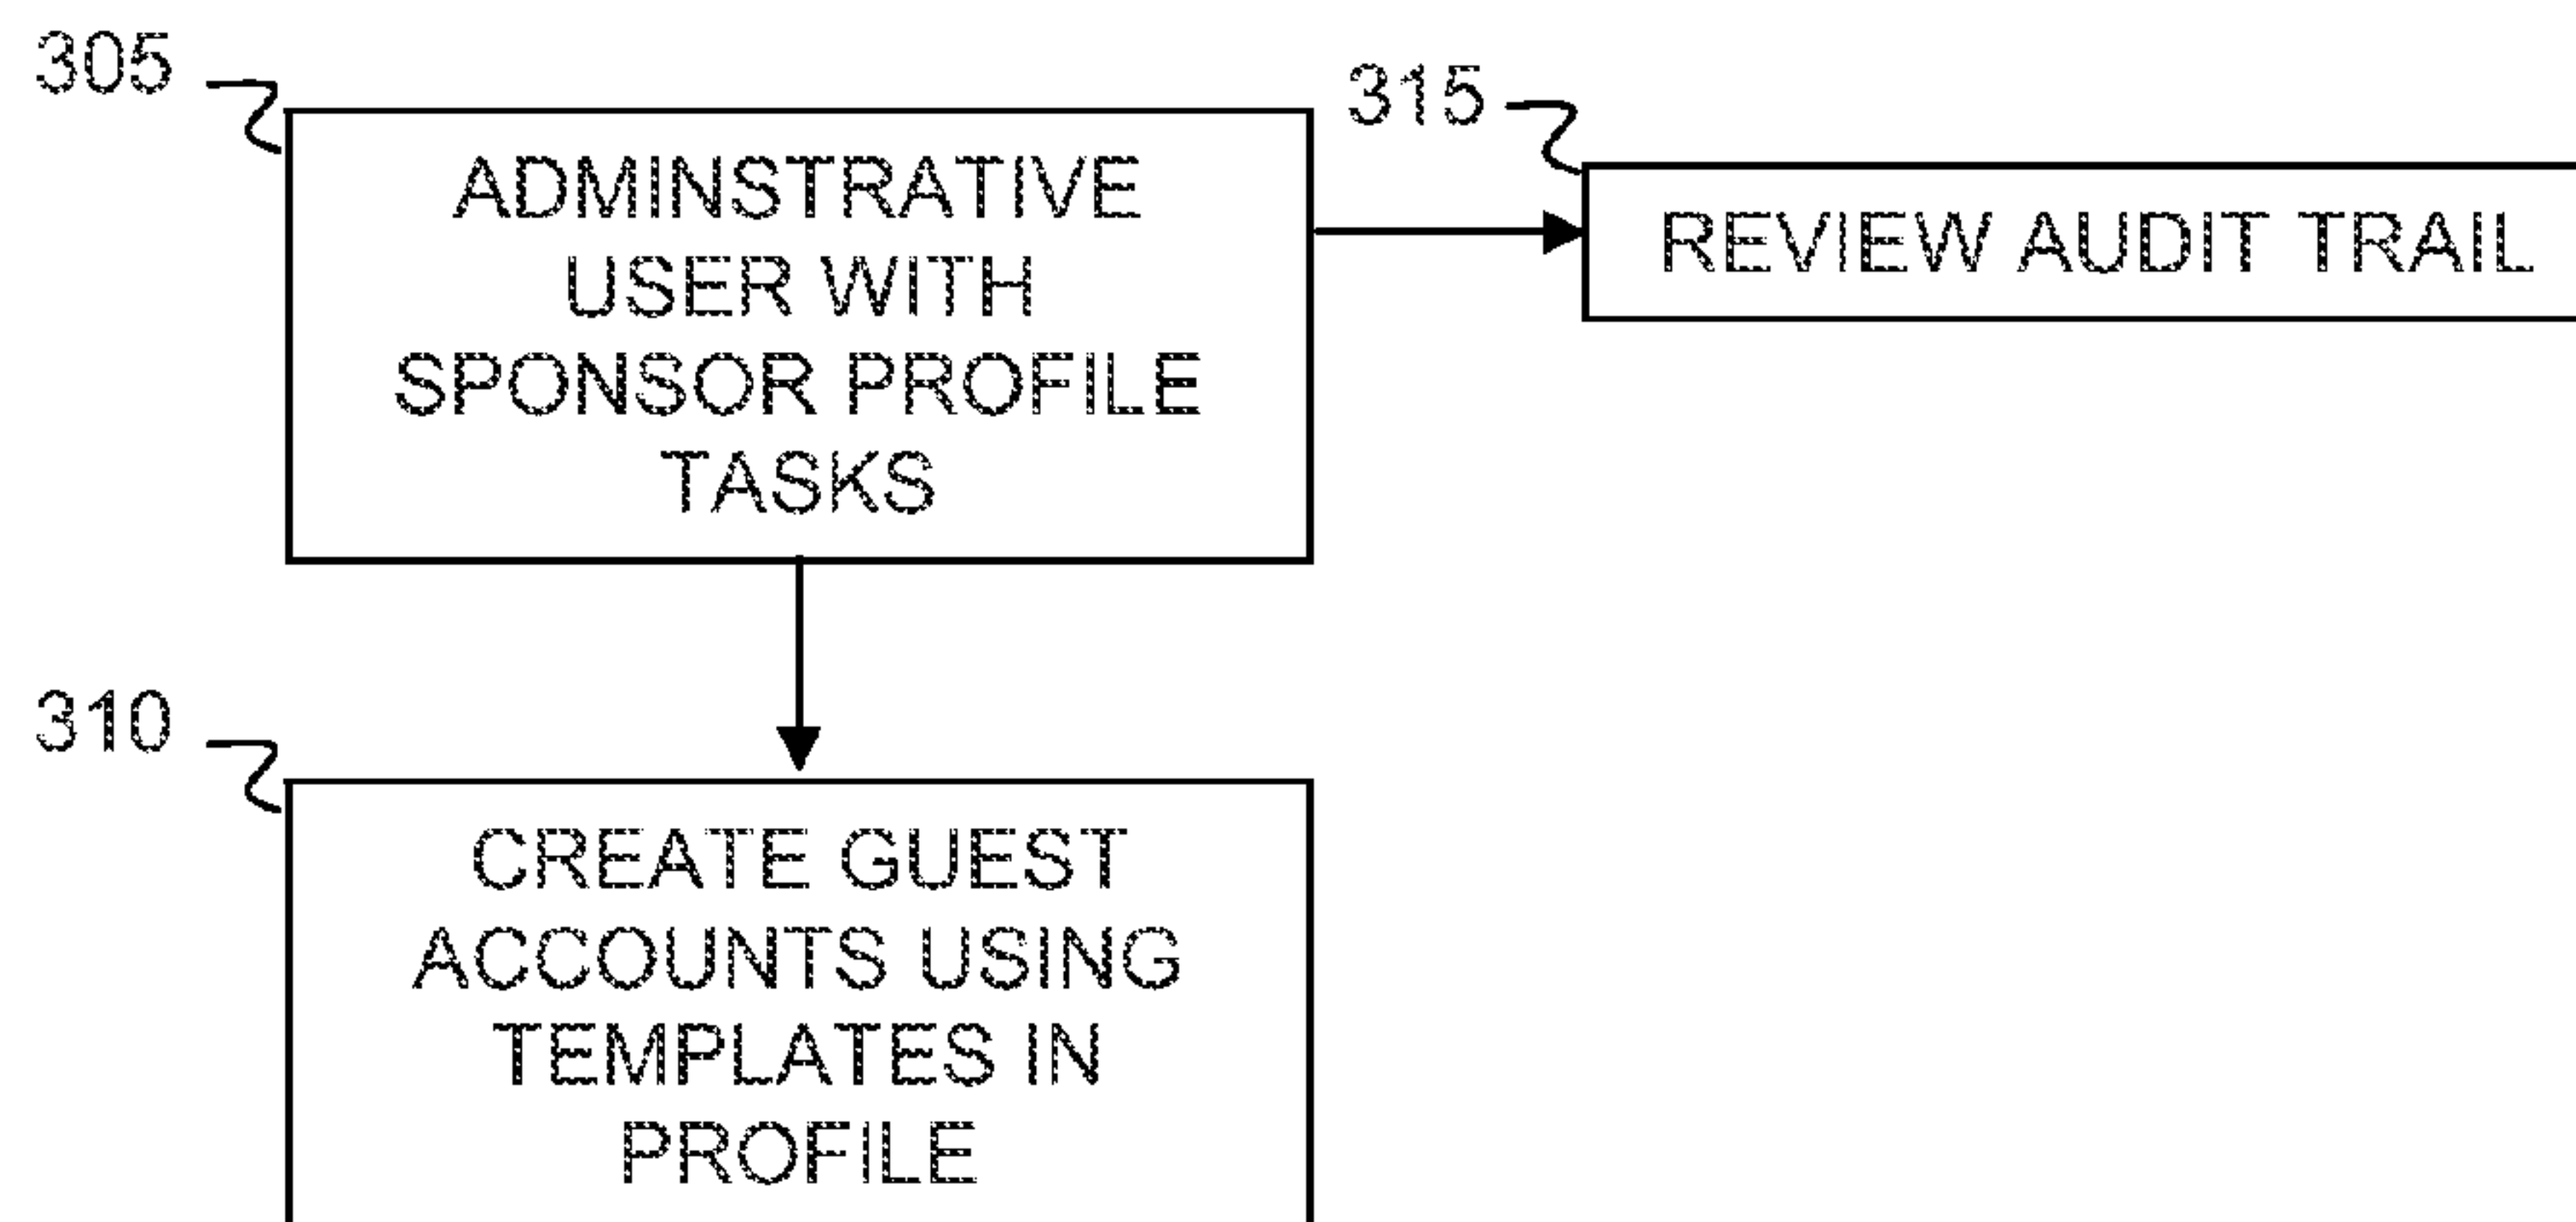 305
ADMINSTRATIVE
USER WITH
SPONSOR PROFILE
TASKS
315
REVIEW AUDIT TRAIL
310
CREATE GUEST
ACCOUNTS USING
TEMPLATES IN
PROFILE